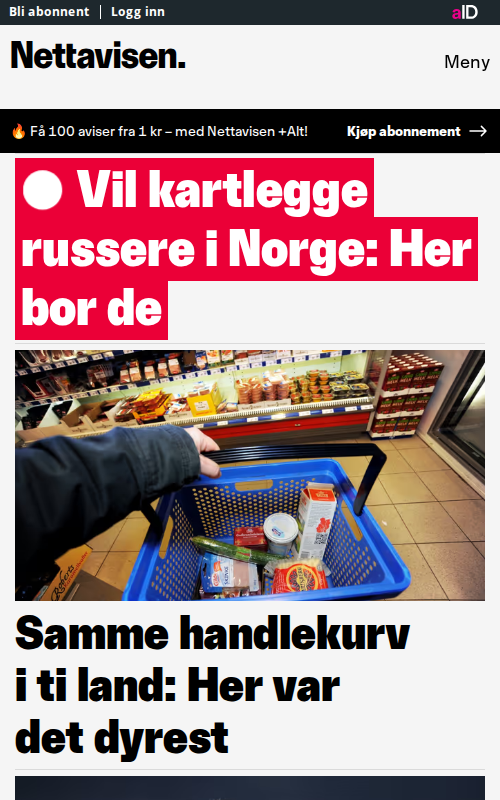 Bli abonnent | Logg inn
aID
Nettavisen.
Meny
🔥 Få 100 aviser fra 1 kr – med Nettavisen +Alt!
Kjøp abonnement →
Vil kartlegge
russere i Norge: Her
bor de
Samme handlekurv
i ti land: Her var
det dyrest